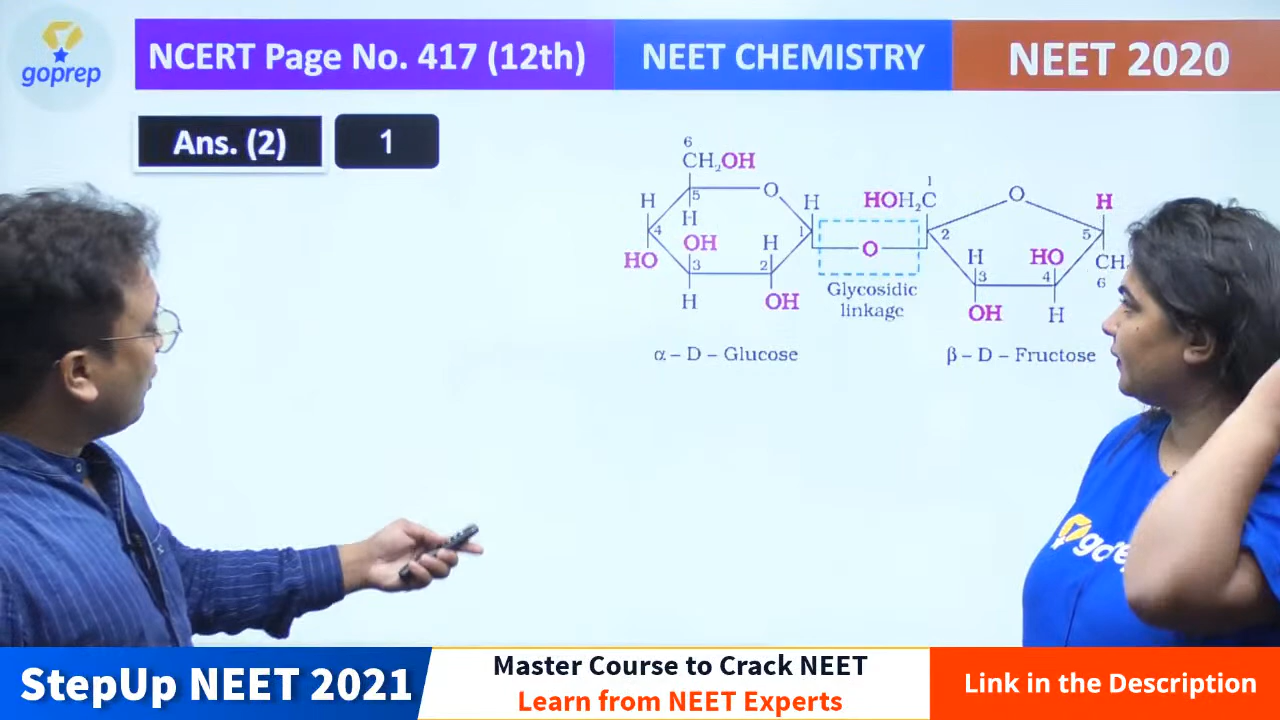 goprep
NCERT Page No. 417 (12th)
NEET CHEMISTRY
NEET 2020
Ans. (2)
1
6
CH₂OH
H
5
O
H
H
4
OH
H
1
HO
3
2
H
OH
O
Glycosidic
linkage
1
HOH₂C
O
H
2
5
H
HO
CH
3
4
6
OH
H
α – D – Glucose
β – D – Fructose
StepUp NEET 2021
Master Course to Crack NEET
Learn from NEET Experts
Link in the Description